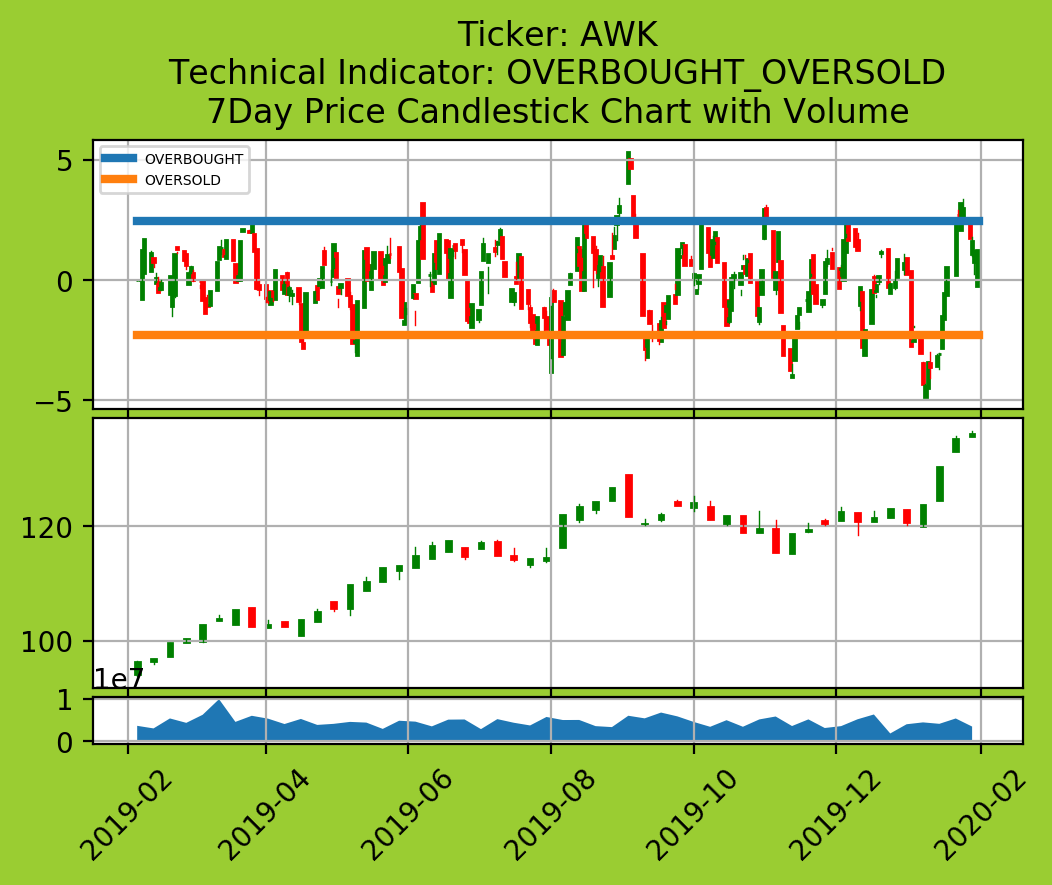 Ticker: AWK
Technical Indicator: OVERBOUGHT_OVERSOLD
7Day Price Candlestick Chart with Volume
OVERBOUGHT
OVERSOLD
5
0
−5
120
100
1e7
1
0
2019-02
2019-04
2019-06
2019-08
2019-10
2019-12
2020-02